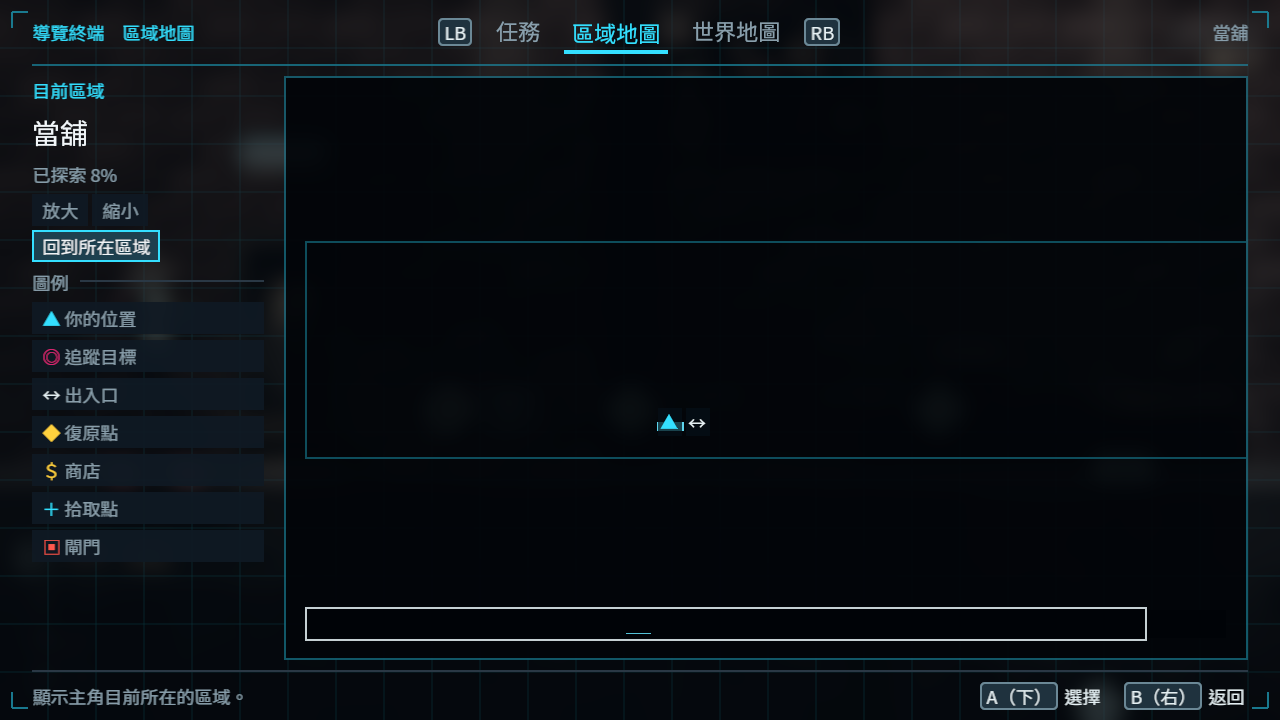 導覽終端 區域地圖
LB 任務 區域地圖 世界地圖 RB
當舖
目前區域
當舖
已探索 8%
放大 縮小
回到所在區域
圖例
你的位置
追蹤目標
出入口
復原點
商店
拾取點
閘門
顯示主角目前所在的區域。
A（下） 選擇 B（右） 返回